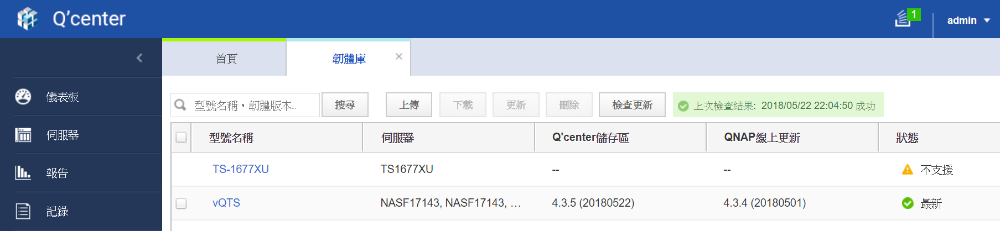 Q'center
1
admin
首頁
韌體庫
儀表板
伺服器
報告
記錄
型號名稱，韌體版本..
搜尋
上傳
下載
更新
刪除
檢查更新
上次檢查結果: 2018/05/22 22:04:50 成功
型號名稱 伺服器 Q'center儲存區 QNAP線上更新 狀態
TS-1677XU TS1677XU -- -- 不支援
vQTS NASF17143, NASF17143, ... 4.3.5 (20180522) 4.3.4 (20180501) 最新